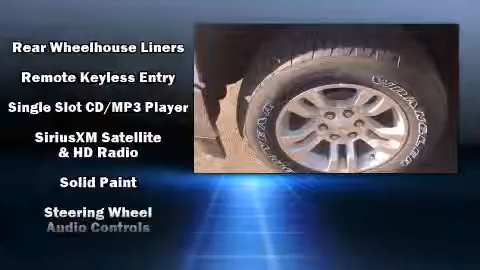 Rear Wheelhouse Liners
Remote Keyless Entry
Single Slot CD/MP3 Player
SiriusXM Satellite
& HD Radio
Solid Paint
Steering Wheel
Audio Controls
WRANGLER